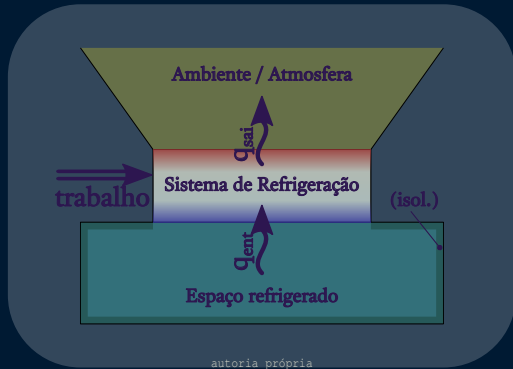 Ambiente / Atmosfera
qsai
Sistema de Refrigeração
trabalho
(isol.)
qent
Espaço refrigerado
autoria própria